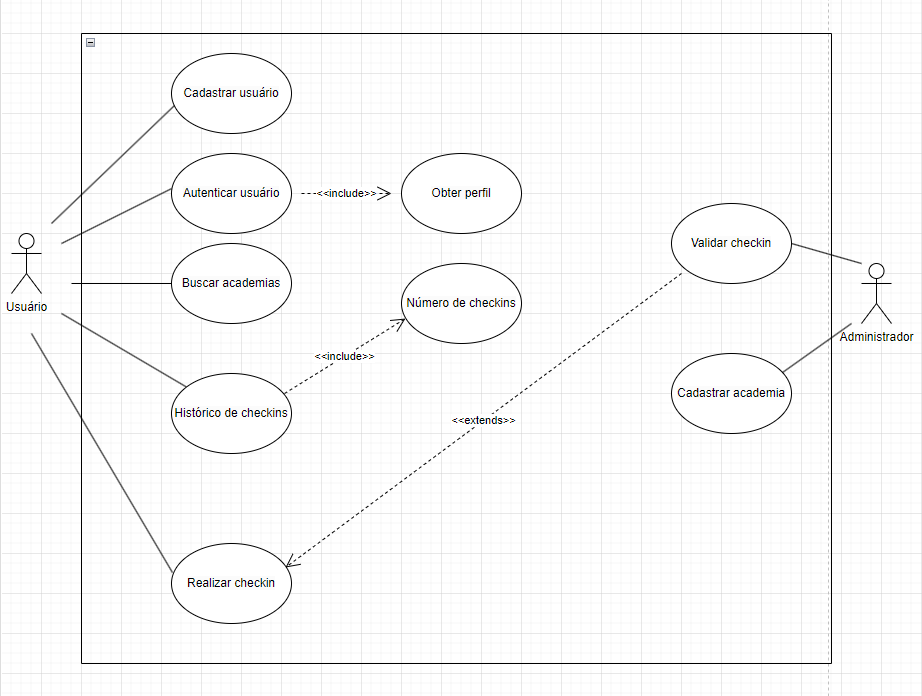 Cadastrar usuário
Autenticar usuário
<<include>>
Obter perfil
Validar checkin
Buscar academias
Número de checkins
Usuário
Administrador
<<include>>
Cadastrar academia
Histórico de checkins
<<extends>>
Realizar checkin